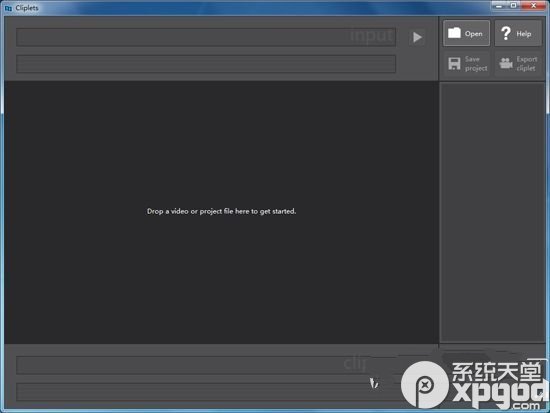 Cliplets
input
Open
Help
Save
project
Export
cliplet
Drop a video or project file here to get started.
系统天堂
xpgod
.com